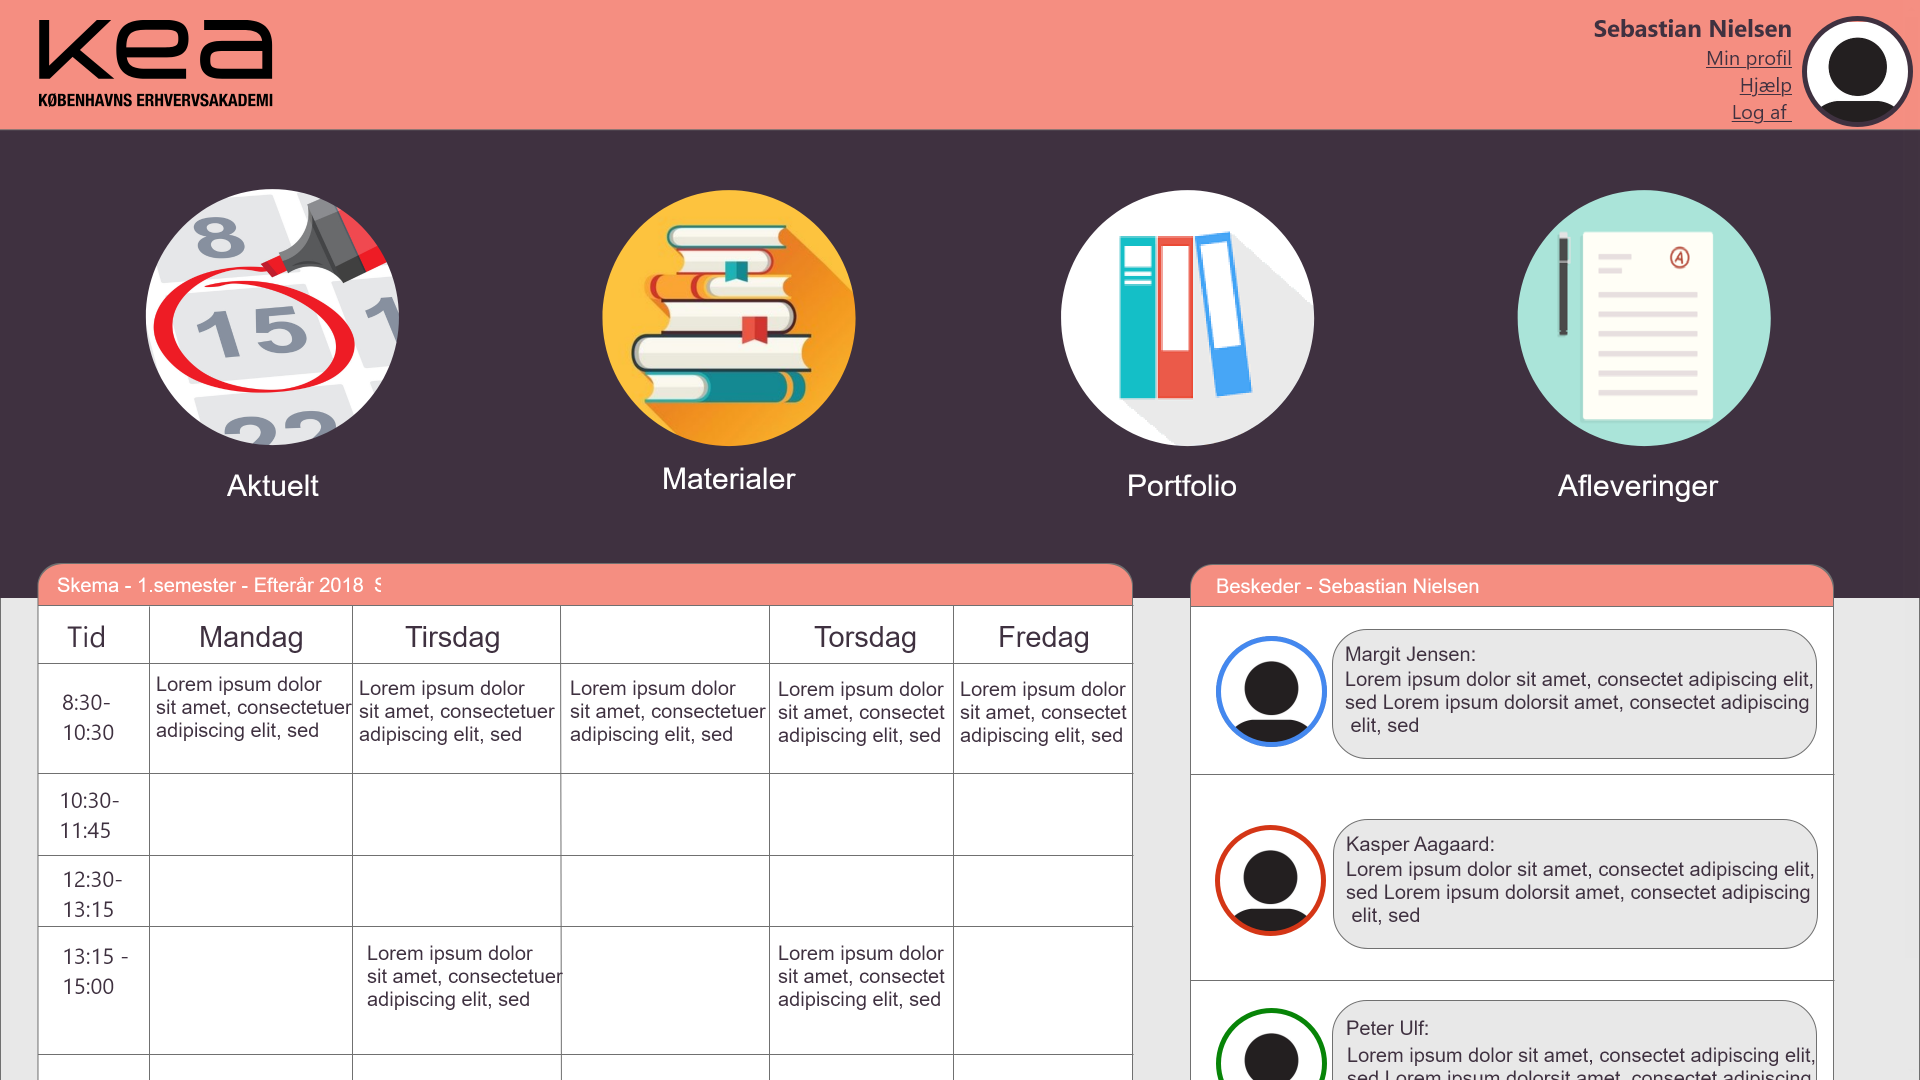 kea
KØBENHAVNS ERHVERVSAKADEMI
Sebastian Nielsen
Min profil
Hjælp
Log af
8
15
1
22
A
Aktuelt
Materialer
Portfolio
Afleveringer
Skema - 1.semester - Efterår 2018 S
Tid
Mandag
Tirsdag
Torsdag
Fredag
8:30-
10:30
Lorem ipsum dolor
sit amet, consectetuer
adipiscing elit, sed
Lorem ipsum dolor
sit amet, consectetuer
adipiscing elit, sed
Lorem ipsum dolor
sit amet, consectetuer
adipiscing elit, sed
Lorem ipsum dolor
sit amet, consectet
adipiscing elit, sed
Lorem ipsum dolor
sit amet, consectet
adipiscing elit, sed
10:30-
11:45
12:30-
13:15
13:15 -
15:00
Lorem ipsum dolor
sit amet, consectetuer
adipiscing elit, sed
Lorem ipsum dolor
sit amet, consectet
adipiscing elit, sed
Beskeder - Sebastian Nielsen
Margit Jensen:
Lorem ipsum dolor sit amet, consectet adipiscing elit,
sed Lorem ipsum dolorsit amet, consectet adipiscing
elit, sed
Kasper Aagaard:
Lorem ipsum dolor sit amet, consectet adipiscing elit,
sed Lorem ipsum dolorsit amet, consectet adipiscing
elit, sed
Peter Ulf:
Lorem ipsum dolor sit amet, consectet adipiscing elit,
sed Lorem ipsum dolorsit amet, consectet adipiscing